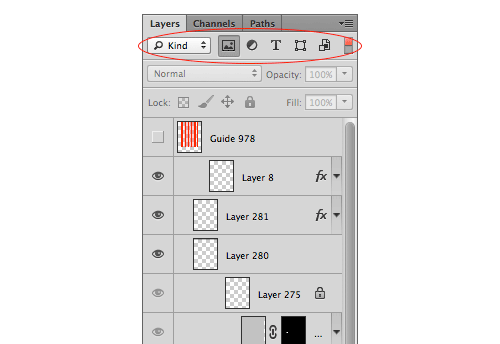 Layers Channels Paths
Kind T
Normal Opacity: 100%
Lock: Fill: 100%
Guide 978
Layer 8 fx
Layer 281 fx
Layer 280
Layer 275
...